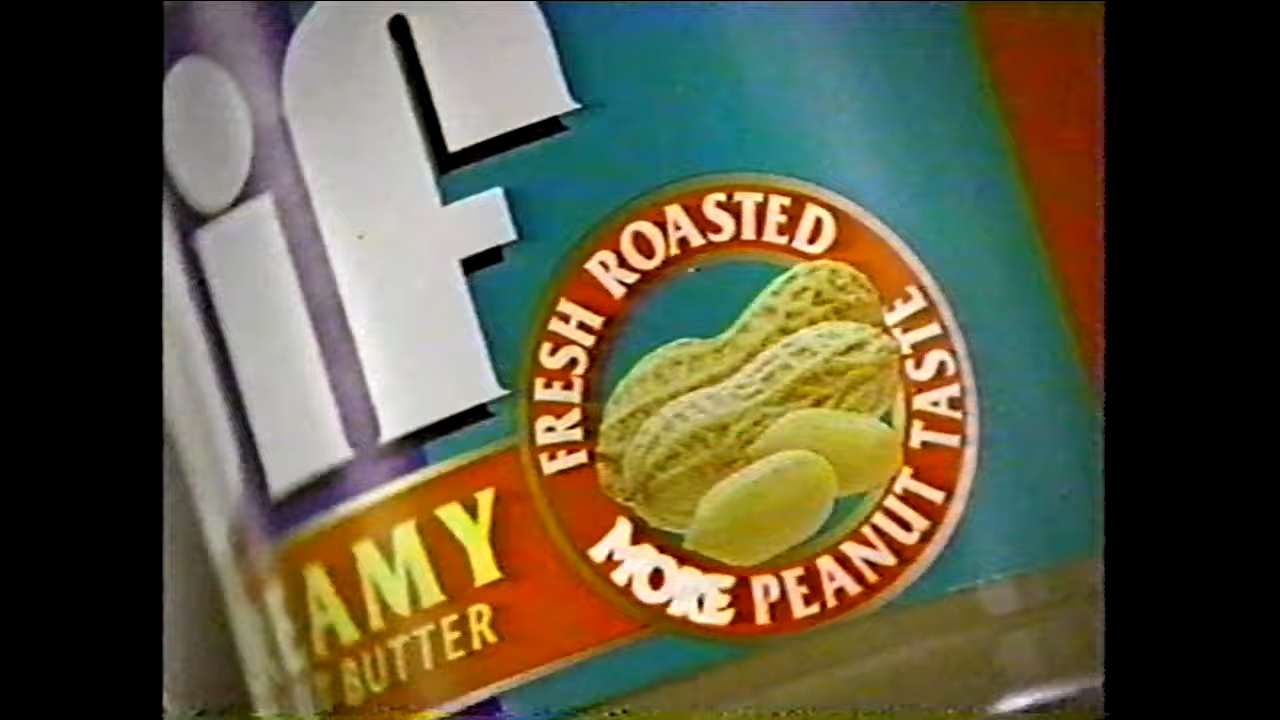 if
FRESH ROASTED
MORE PEANUT TASTE
AMY
BUTTER